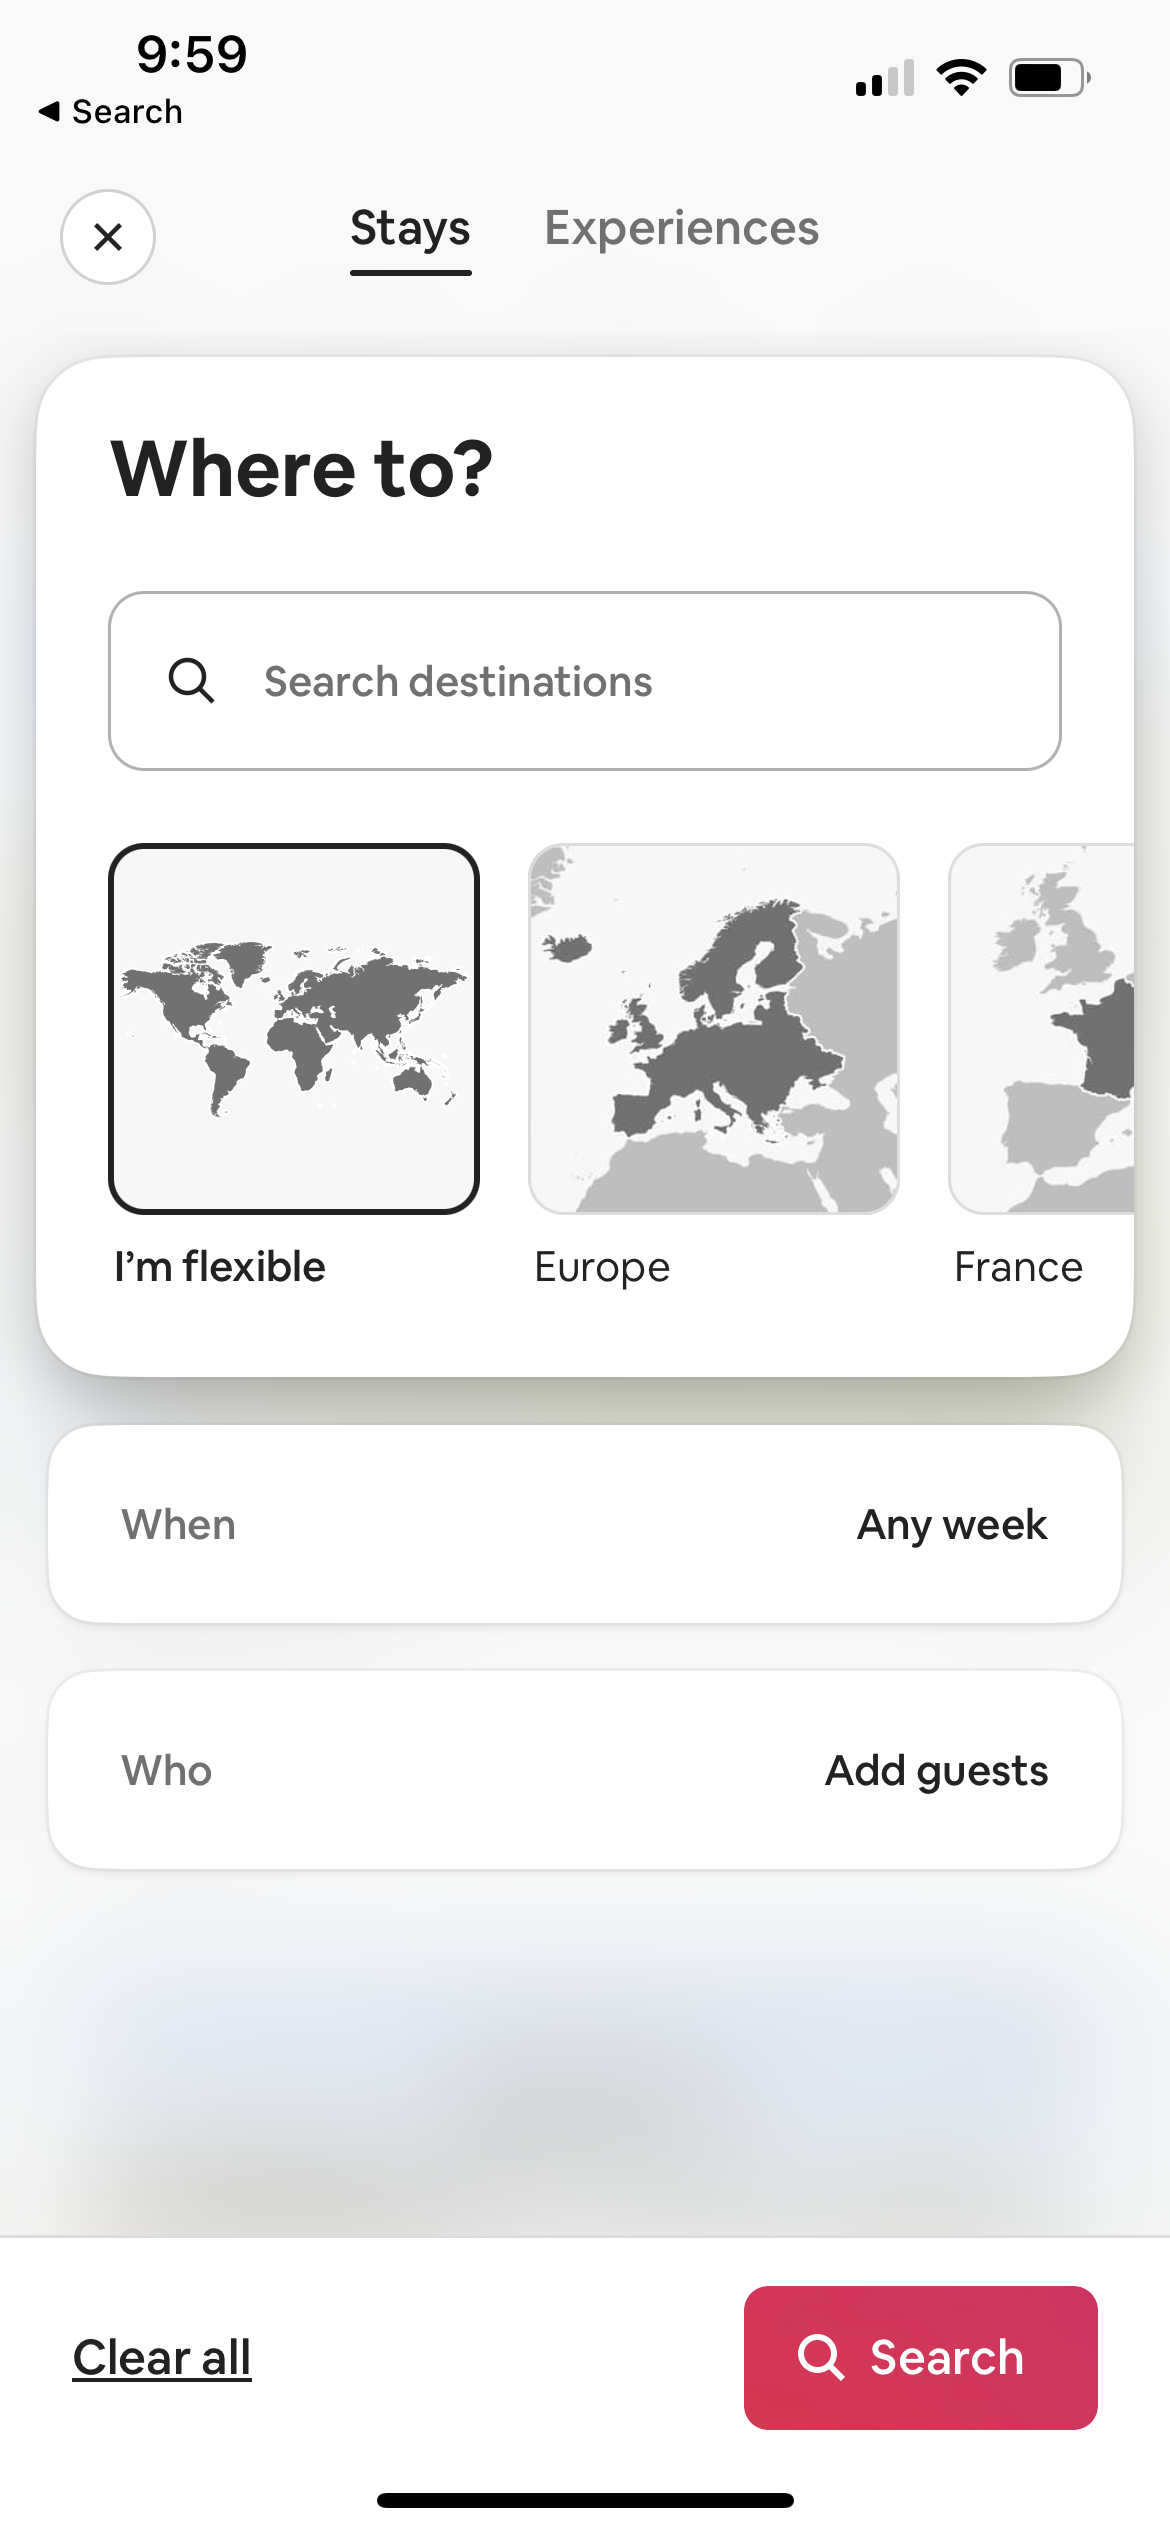 9:59
Search
Stays Experiences
Where to?
Search destinations
I’m flexible Europe France
When Any week
Who Add guests
Clear all Search